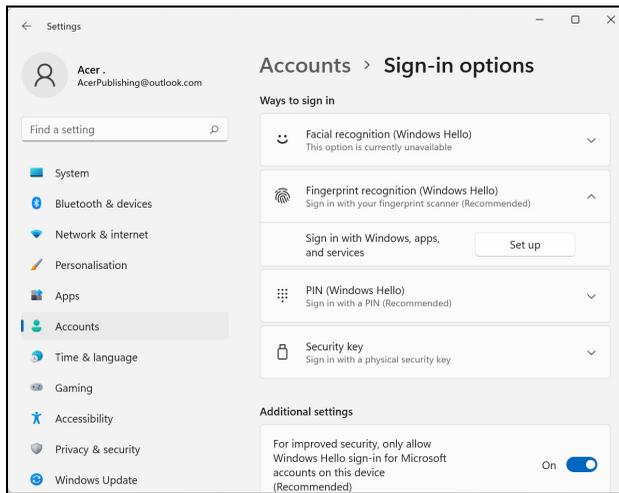 Settings
Acer .
AcerPublishing@outlook.com
Find a setting
System
Bluetooth & devices
Network & internet
Personalisation
Apps
Accounts
Time & language
Gaming
Accessibility
Privacy & security
Windows Update
Accounts > Sign-in options
Ways to sign in
Facial recognition (Windows Hello)
This option is currently unavailable
Fingerprint recognition (Windows Hello)
Sign in with your fingerprint scanner (Recommended)
Sign in with Windows, apps,
and services
Set up
PIN (Windows Hello)
Sign in with a PIN (Recommended)
Security key
Sign in with a physical security key
Additional settings
For improved security, only allow
Windows Hello sign-in for Microsoft
accounts on this device
(Recommended)
On